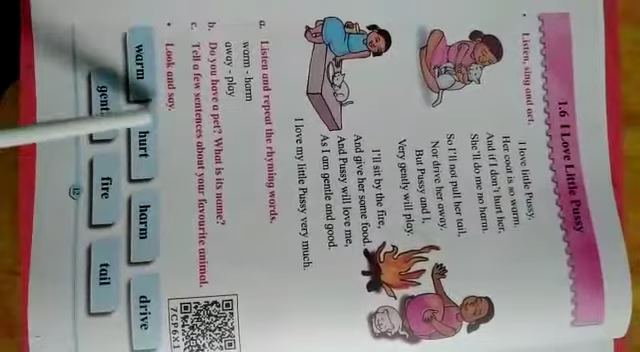 1.6 I Love Little Pussy
• Listen, sing and act.
I love little Pussy,
Her coat is so warm.
And if I don't hurt her,
She'll do me no harm.
So I'll not pull her tail,
Nor drive her away,
But Pussy and I,
Very gently will play.
I'll sit by the fire,
And give her some food.
And Pussy will love me,
As I am gentle and good.
I love my little Pussy very much.
a. Listen and repeat the rhyming words.
warm - harm
away - play
b. Do you have a pet? What is its name?
c. Tell a few sentences about your favourite animal.
• Look and say.
warm hurt harm drive
fire tail
7CP6X1